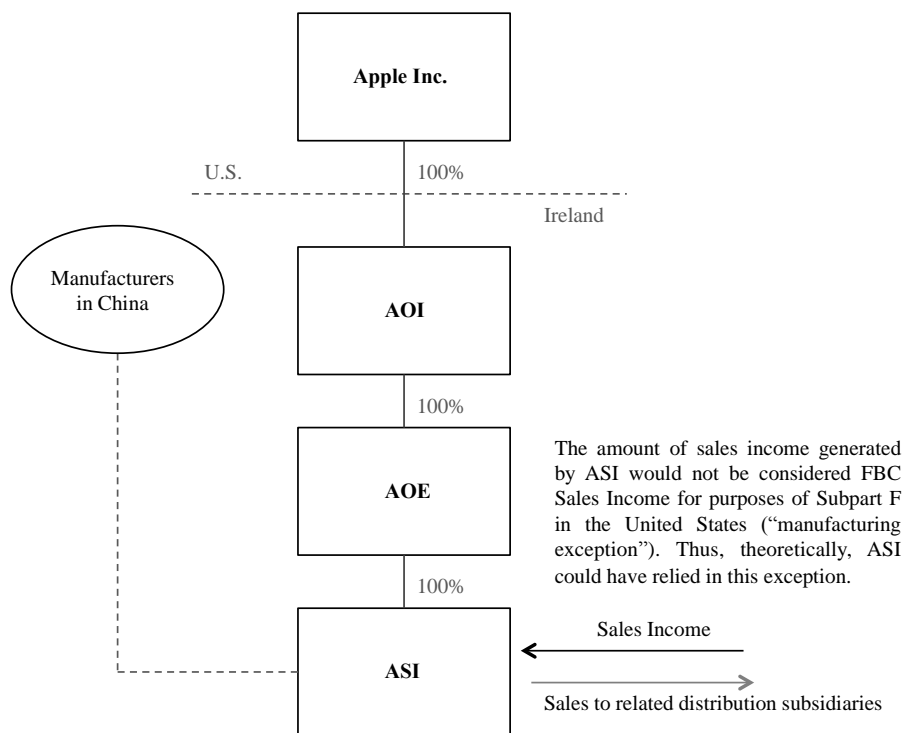 Apple Inc.
U.S.
100%
Ireland
Manufacturers
in China
AOI
100%
AOE
The amount of sales income generated
by ASI would not be considered FBC
Sales Income for purposes of Subpart F
in the United States (“manufacturing
exception”). Thus, theoretically, ASI
could have relied in this exception.
100%
Sales Income
ASI
Sales to related distribution subsidiaries